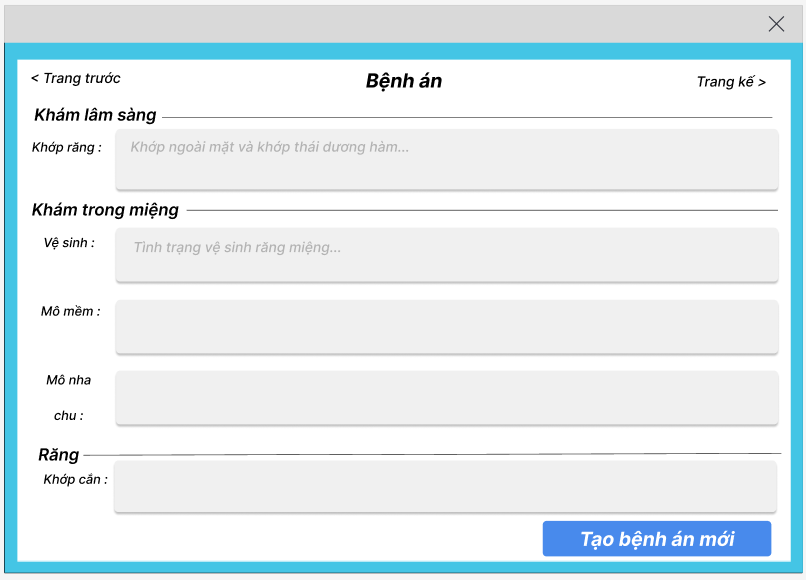 < Trang trước
Bệnh án
Trang kế >
Khám lâm sàng
Khớp răng :
Khớp ngoài mặt và khớp thái dương hàm...
Khám trong miệng
Vệ sinh :
Tình trạng vệ sinh răng miệng...
Mô mềm :
Mô nha
chu :
Răng
Khớp cắn :
Tạo bệnh án mới